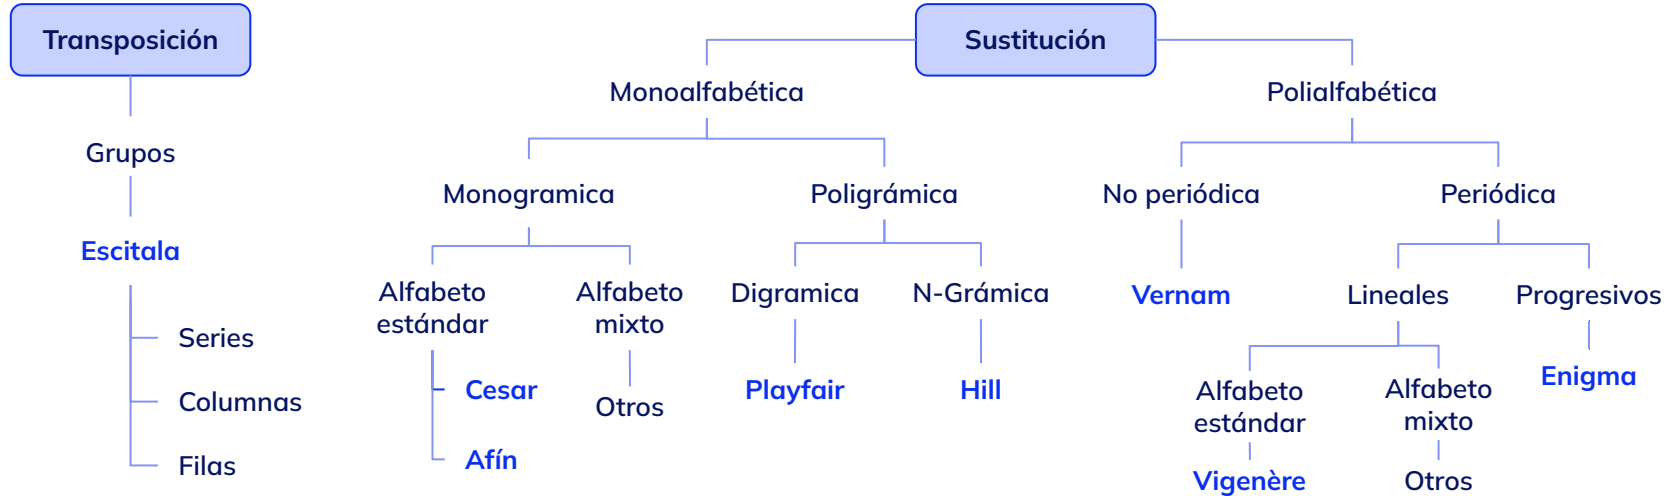 Transposición
Grupos
Escitala
Series
Columnas
Filas
Sustitución
Monoalfabética
Polialfabética
Monogramica
Poligrámica
No periódica
Periódica
Alfabeto
estándar
Alfabeto
mixto
Digramica
N-Grámica
Vernam
Lineales
Progresivos
Cesar
Afín
Otros
Playfair
Hill
Alfabeto
estándar
Alfabeto
mixto
Enigma
Vigenère
Otros